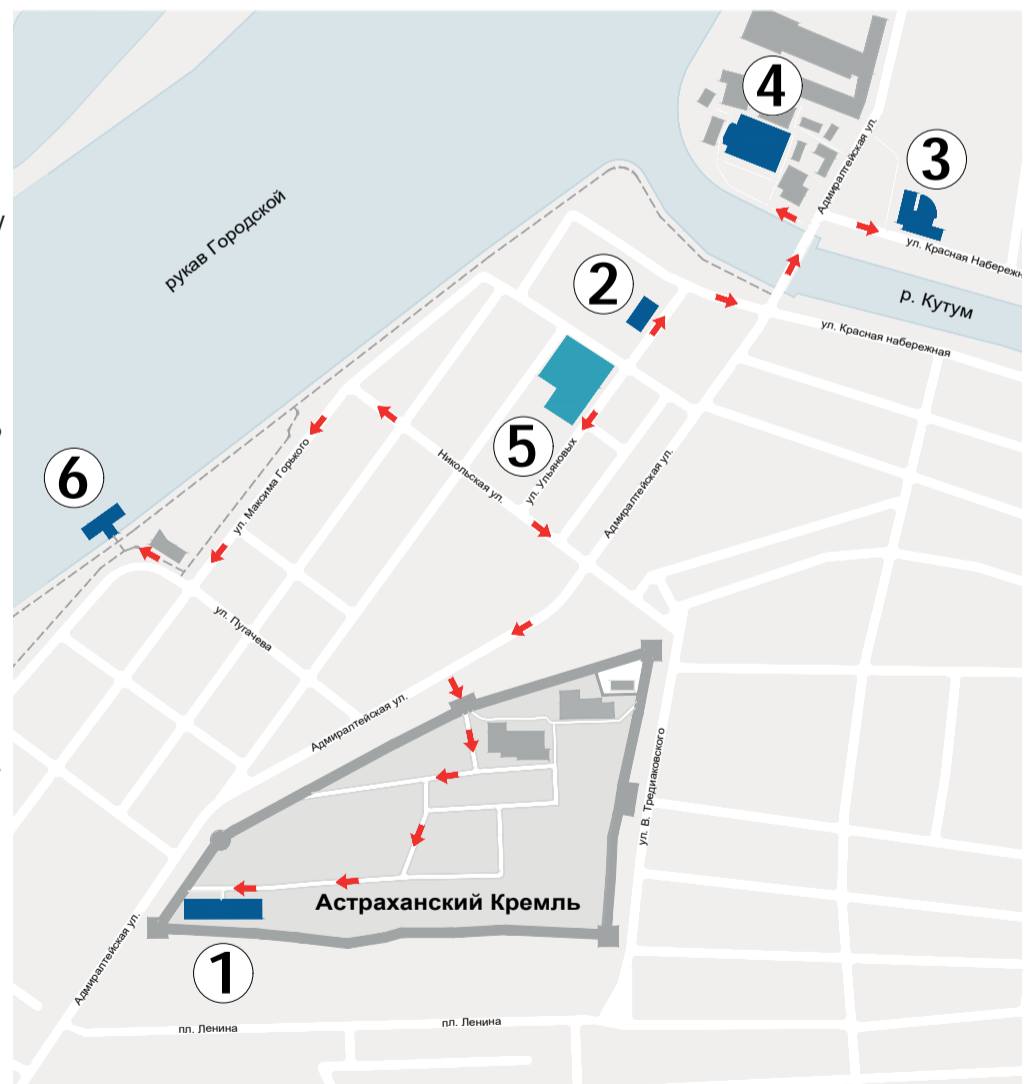 4
Адмиралтейская ул.
3
рукав Городской
ул. Красная Набережн
2
р. Кутум
ул. Красная набережная
5
Никольская ул.
ул. Ульяновых
Адмиралтейская ул.
6
ул. Максима Горького
ул. Пугачева
Адмиралтейская ул.
ул. В. Тредиаковского
Астраханский Кремль
Адмиралтейская ул.
1
пл. Ленина
пл. Ленина